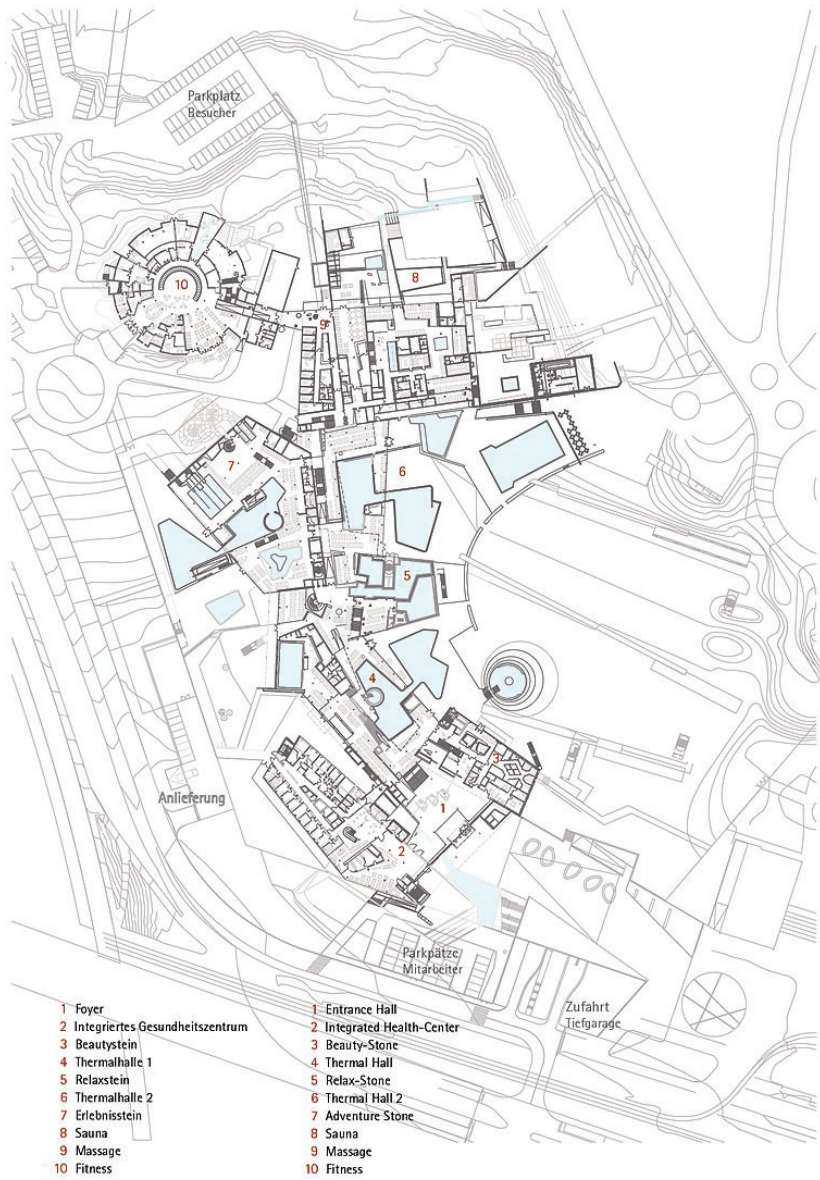 Parkplatz
Besucher
10
8
9
7
6
5
4
3
1
2
Anlieferung
Parkpätze
Mitarbeiter
Zufahrt
Tiefgarage
1 Foyer
2 Integriertes Gesundheitszentrum
3 Beautystein
4 Thermalhalle 1
5 Relaxstein
6 Thermalhalle 2
7 Erlebnisstein
8 Sauna
9 Massage
10 Fitness
1 Entrance Hall
2 Integrated Health-Center
3 Beauty-Stone
4 Thermal Hall
5 Relax-Stone
6 Thermal Hall 2
7 Adventure Stone
8 Sauna
9 Massage
10 Fitness